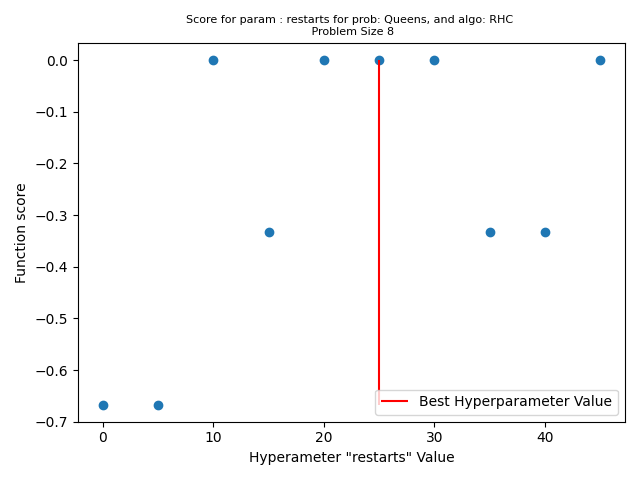 Score for param : restarts for prob: Queens, and algo: RHC
Problem Size 8
0.0
−0.1
−0.2
−0.3
−0.4
−0.5
−0.6
−0.7
Function score
Best Hyperparameter Value
0 10 20 30 40
Hyperameter "restarts" Value